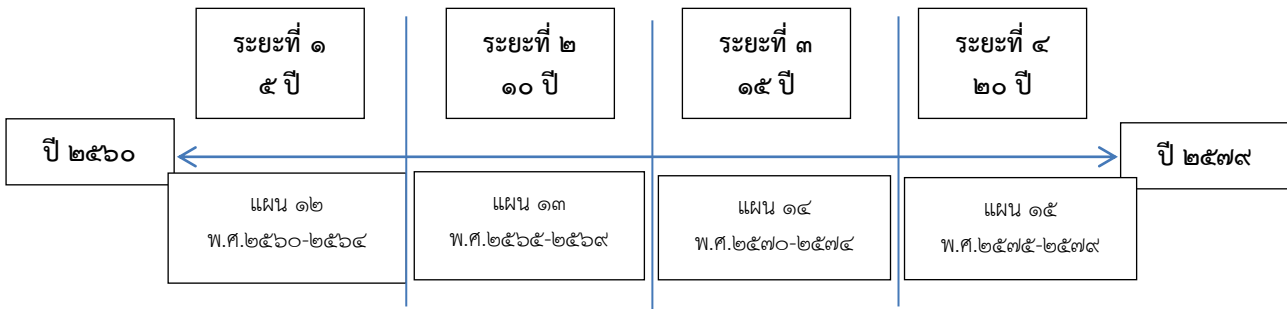 ระยะที่ ๑
๕ ปี
ระยะที่ ๒
๑๐ ปี
ระยะที่ ๓
๑๕ ปี
ระยะที่ ๔
๒๐ ปี
ปี ๒๕๖๐
ปี ๒๕๗๙
แผน ๑๒
พ.ศ.๒๕๖๐-๒๕๖๔
แผน ๑๓
พ.ศ.๒๕๖๕-๒๕๖๙
แผน ๑๔
พ.ศ.๒๕๗๐-๒๕๗๔
แผน ๑๕
พ.ศ.๒๕๗๕-๒๕๗๙